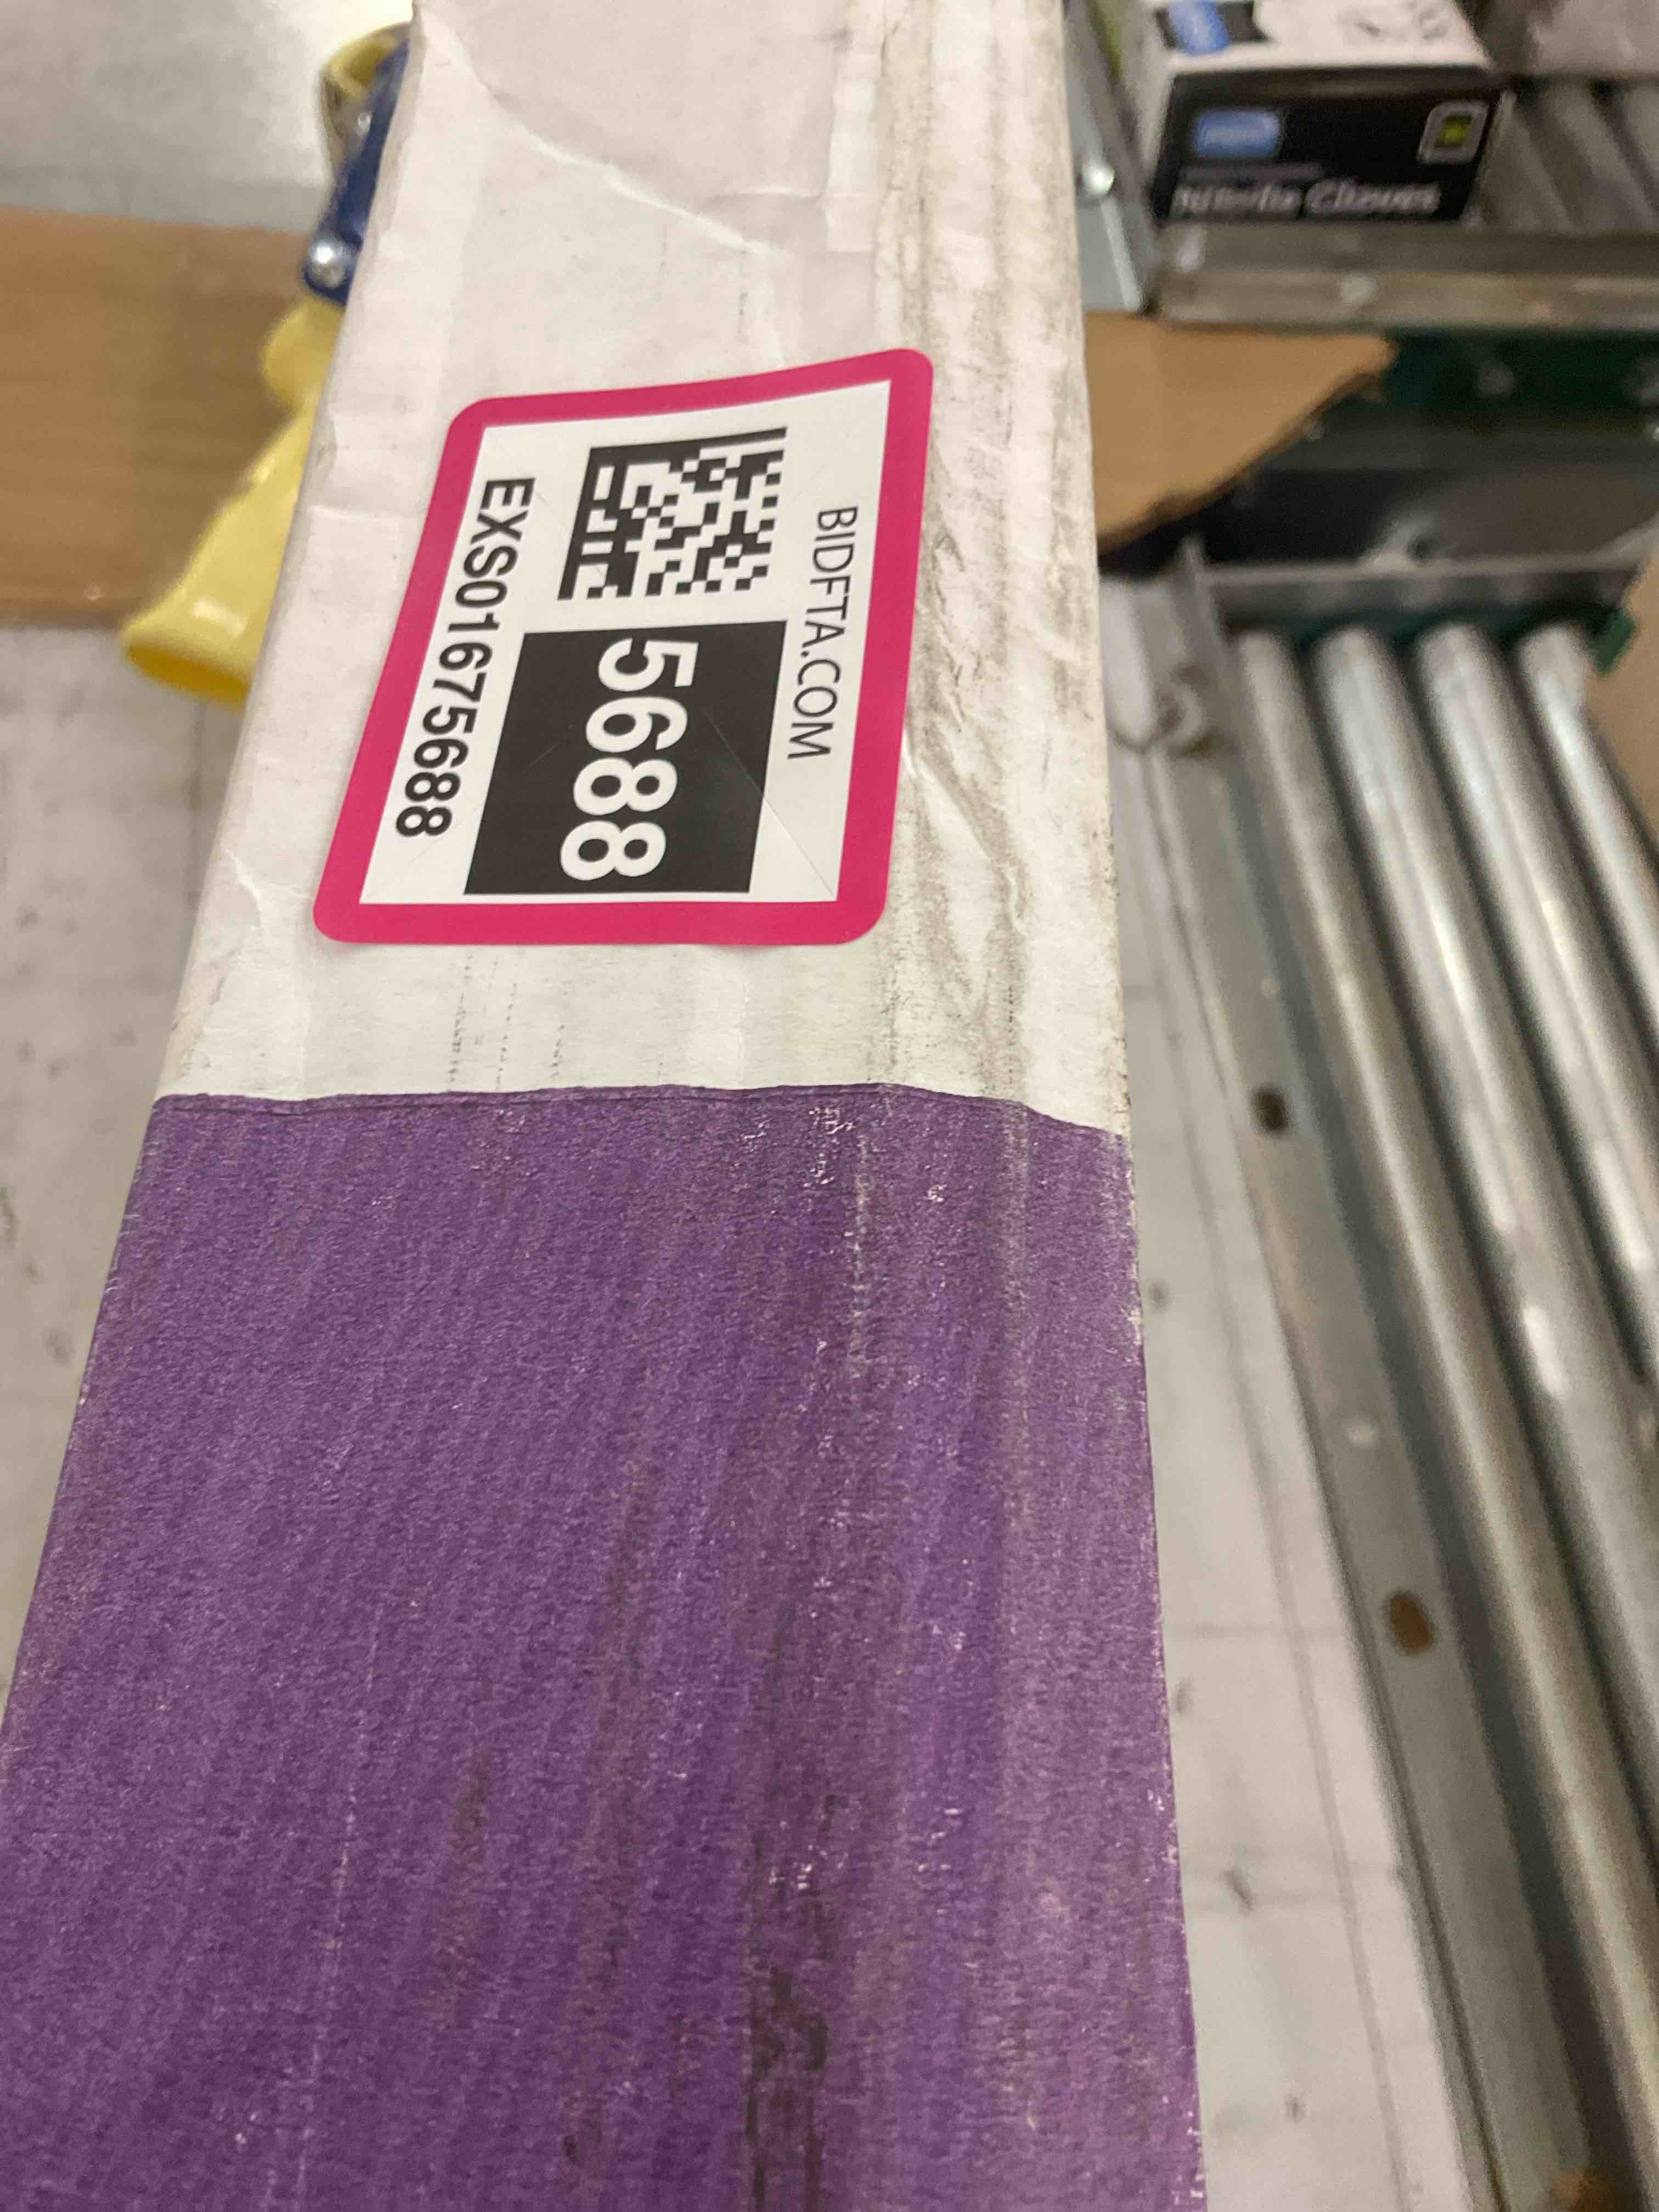 BIDFTA.COM
5688
EXS01675688
Nitrile Gloves